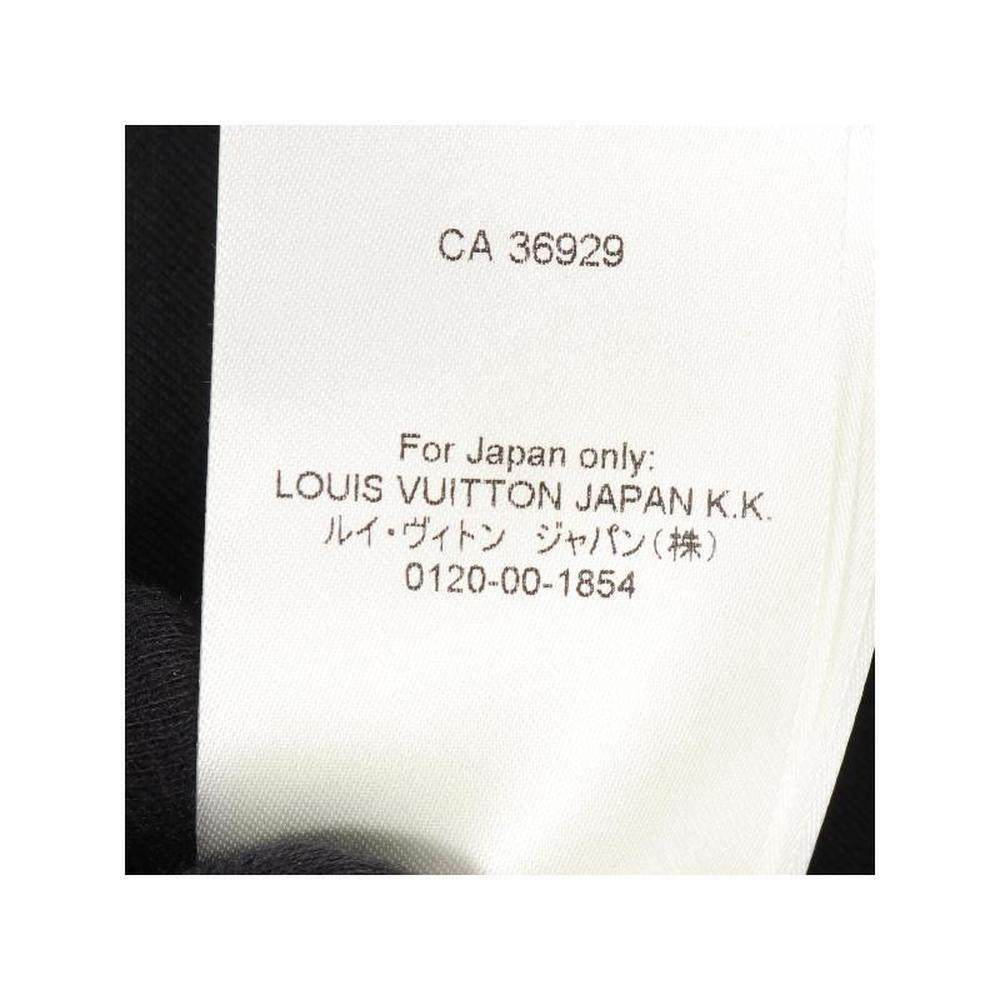 CA 36929
For Japan only:
LOUIS VUITTON JAPAN K.K.
ルイ・ヴィトン ジャパン(株)
0120-00-1854